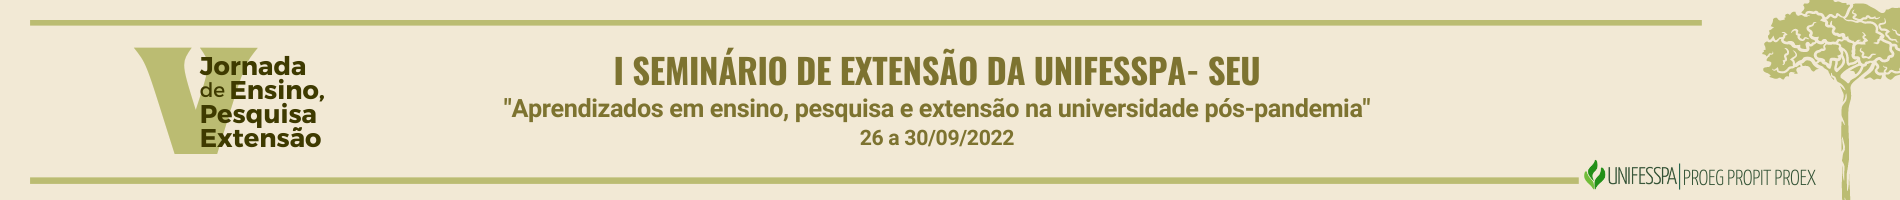 V
Jornada
de Ensino,
Pesquisa
Extensão
I SEMINÁRIO DE EXTENSÃO DA UNIFESSPA- SEU
"Aprendizados em ensino, pesquisa e extensão na universidade pós-pandemia"
26 a 30/09/2022
UNIFESSPA|PROEG PROPIT PROEX